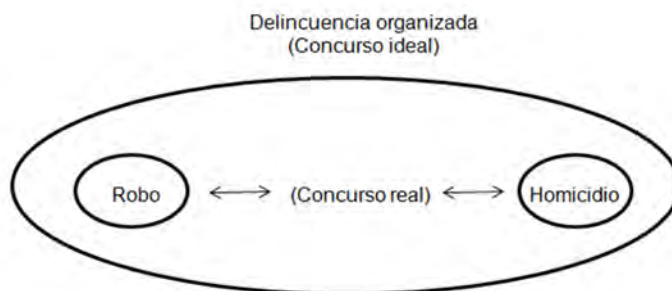 Delincuencia organizada
(Concurso ideal)
Robo
(Concurso real)
Homicidio